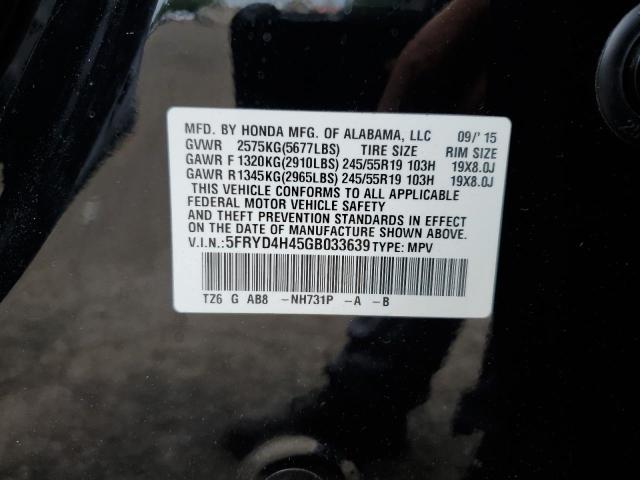 MFD. BY HONDA MFG. OF ALABAMA, LLC 09/'15
GVWR 2575KG(5677LBS) TIRE SIZE RIM SIZE
GAWR F 1320KG(2910LBS) 245/55R19 103H 19X8.0J
GAWR R 1345KG(2965LBS) 245/55R19 103H 19X8.0J
THIS VEHICLE CONFORMS TO ALL APPLICABLE
FEDERAL MOTOR VEHICLE SAFETY
AND THEFT PREVENTION STANDARDS IN EFFECT
ON THE DATE OF MANUFACTURE SHOWN ABOVE.
V.I.N.:5FRYD4H45GB033639 TYPE: MPV
TZ6 G AB8 -NH731P -A -B